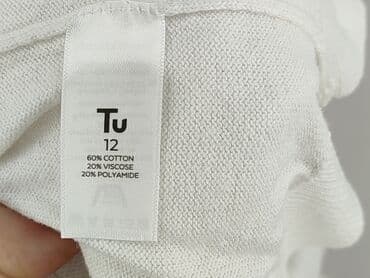 Tu
12
60% COTTON
20% VISCOSE
20% POLYAMIDE